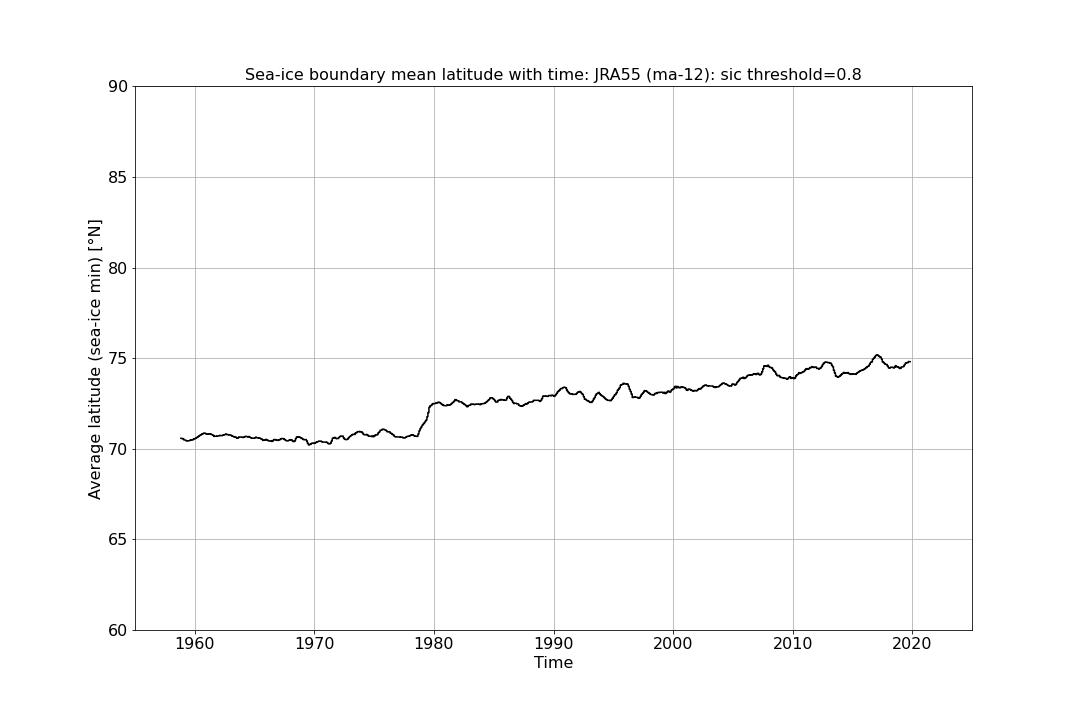 Sea-ice boundary mean latitude with time: JRA55 (ma-12): sic threshold=0.8
90
85
80
75
70
65
60
Average latitude (sea-ice min) [°N]
1960 1970 1980 1990 2000 2010 2020
Time